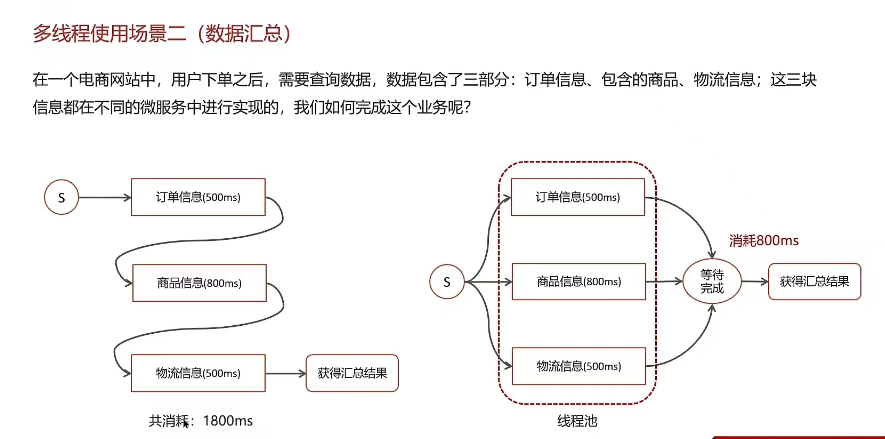 多线程使用场景二（数据汇总）
在一个电商网站中，用户下单之后，需要查询数据，数据包含了三部分：订单信息、包含的商品、物流信息；这三块
信息都在不同的微服务中进行实现的，我们如何完成这个业务呢？
S
订单信息(500ms)
商品信息(800ms)
物流信息(500ms)
获得汇总结果
共消耗：1800ms
S
订单信息(500ms)
商品信息(800ms)
物流信息(500ms)
消耗800ms
等待
完成
获得汇总结果
线程池